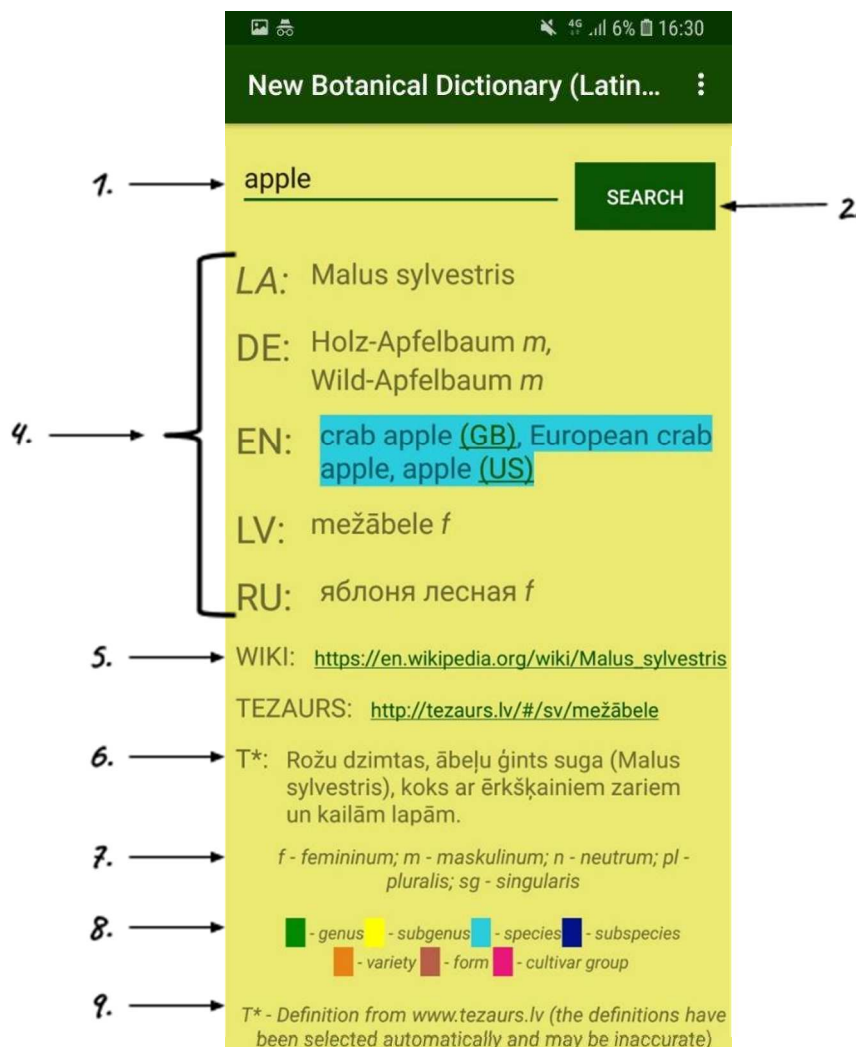 4G 6% 16:30
New Botanical Dictionary (Latin...
1. apple SEARCH 2
LA: Malus sylvestris
DE: Holz-Apfelbaum m,
Wild-Apfelbaum m
4. EN: crab apple (GB), European crab
apple, apple (US)
LV: mežābele f
RU: яблоня лесная f
5. WIKI: https://en.wikipedia.org/wiki/Malus_sylvestris
TEZAURS: http://tezaurs.lv/#/sv/mežābele
6. T*: Rožu dzimtas, ābeļu ģints suga (Malus
sylvestris), koks ar ērkšķainiem zariem
un kailām lapām.
7. f - femininum; m - maskulinum; n - neutrum; pl -
pluralis; sg - singularis
8. - genus - subgenus - species - subspecies
- variety - form - cultivar group
9. T* - Definition from www.tezaurs.lv (the definitions have
been selected automatically and may be inaccurate)